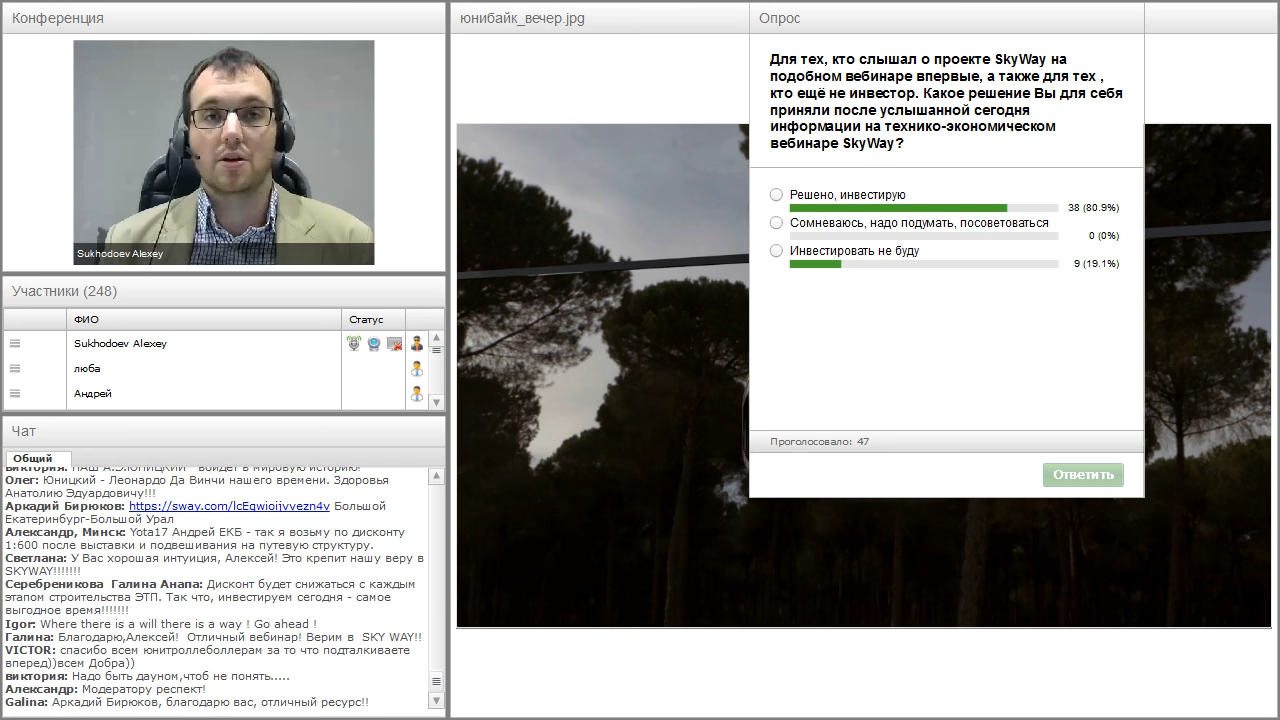 Конференция
Sukhodoev Alexey
Участники (248)
ФИО
Статус
Sukhodoev Alexey
люба
Андрей
Чат
Общий
Виктория: НАШ А.Э.ЮНИЦКИЙ - войдет в мировую историю!
Олег: Юницкий - Леонардо Да Винчи нашего времени. Здоровья
Анатолию Эдуардовичу!!!
Аркадий Бирюков: https://sway.com/lcEqwioijvvezn4v Большой
Екатеринбург-Большой Урал
Александр, Минск: Yota17 Андрей ЕКБ - так я возьму по дисконту
1:600 после выставки и подвешивания на путевую структуру.
Светлана: У Вас хорошая интуиция, Алексей! Это крепит нашу веру в
SKYWAY!!!!!!!
Серебреникова Галина Анапа: Дисконт будет снижаться с каждым
этапом строительства ЭТП. Так что, инвестируем сегодня - самое
выгодное время!!!!!!!
Igor: Where there is a will there is a way ! Go ahead !
Галина: Благодарю,Алексей! Отличный вебинар! Верим в SKY WAY!!
VICTOR: спасибо всем юнитроллеболлерам за то что подталкиваете
вперед))всем Добра))
виктория: Надо быть дауном,чтоб не понять.....
Александр: Модератору респект!
Galina: Аркадий Бирюков, благодарю вас, отличный ресурс!!
юнибайк_вечер.jpg
Опрос
Для тех, кто слышал о проекте SkyWay на
подобном вебинаре впервые, а также для тех ,
кто ещё не инвестор. Какое решение Вы для себя
приняли после услышанной сегодня
информации на технико-экономическом
вебинаре SkyWay?
Решено, инвестирую
38 (80.9%)
Сомневаюсь, надо подумать, посоветоваться
0 (0%)
Инвестировать не буду
9 (19.1%)
Проголосовало: 47
Ответить